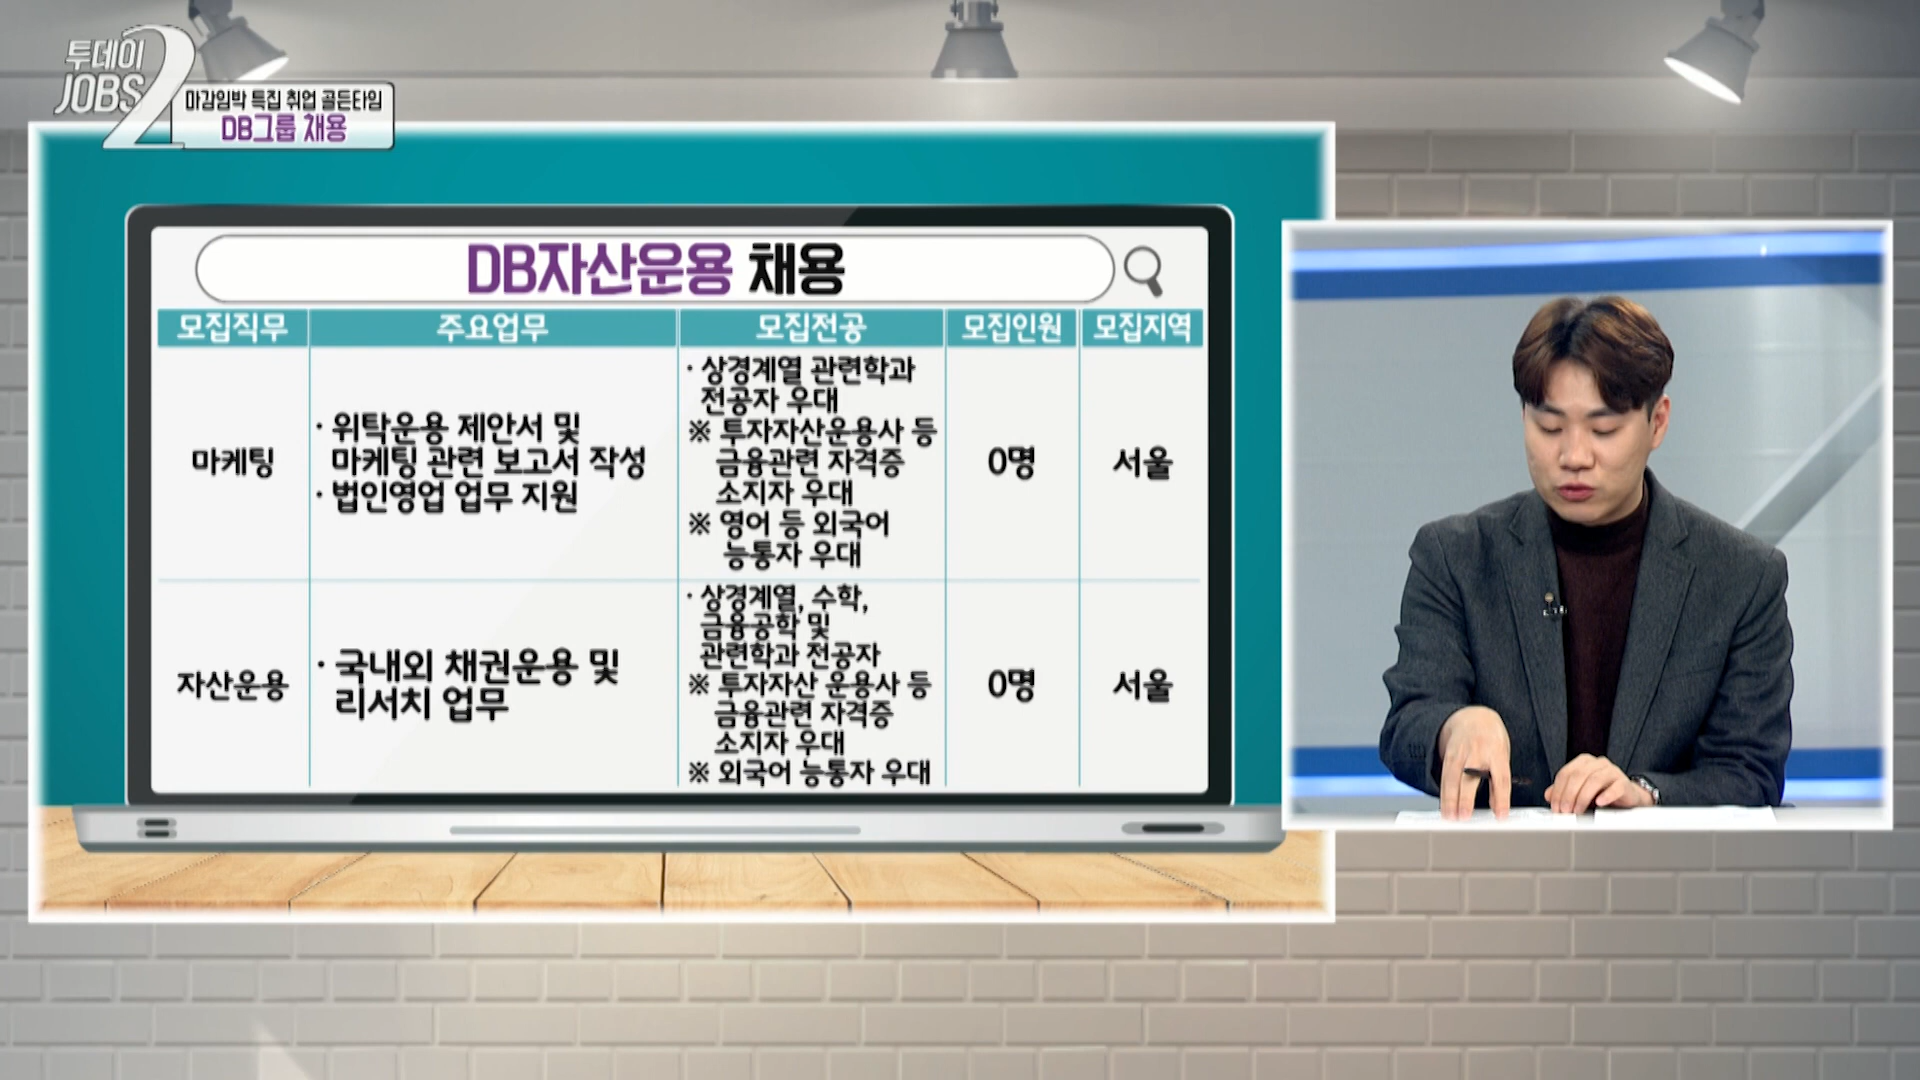 투데이
JOBS 2
마감임박 특집 취업 골든타임
DB그룹 채용
DB자산운용 채용
모집직무 주요업무 모집전공 모집인원 모집지역
마케팅
· 위탁운용 제안서 및
마케팅 관련 보고서 작성
· 법인영업 업무 지원
· 상경계열 관련학과
전공자 우대
※ 투자자산운용사 등
금융관련 자격증
소지자 우대
※ 영어 등 외국어
능통자 우대
0명
서울
자산운용
· 국내외 채권운용 및
리서치 업무
· 상경계열, 수학,
금융공학 및
관련학과 전공자
※ 투자자산 운용사 등
금융관련 자격증
소지자 우대
※ 외국어 능통자 우대
0명
서울